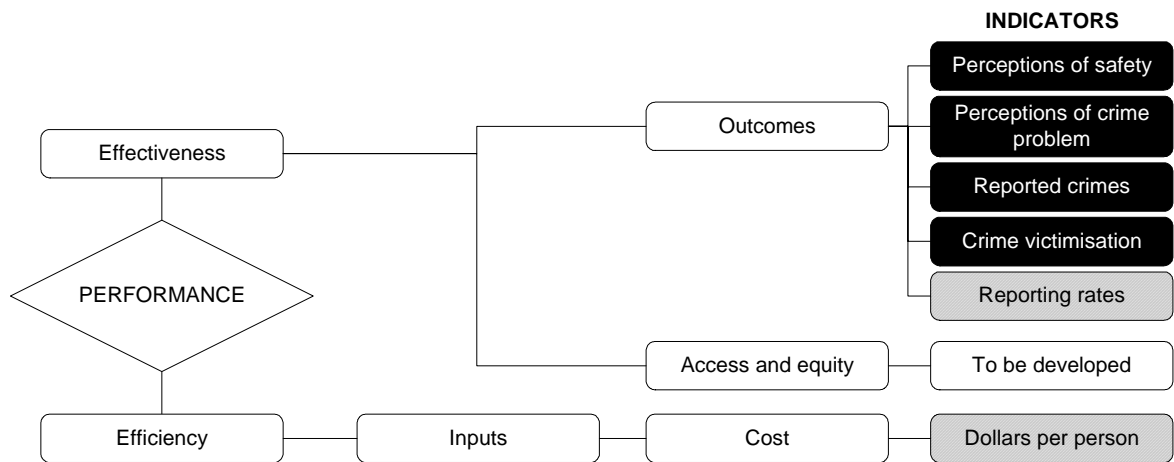 INDICATORS
Perceptions of safety
Outcomes
Perceptions of crime
problem
Effectiveness
Reported crimes
Crime victimisation
PERFORMANCE
Reporting rates
Access and equity
To be developed
Efficiency
Inputs
Cost
Dollars per person